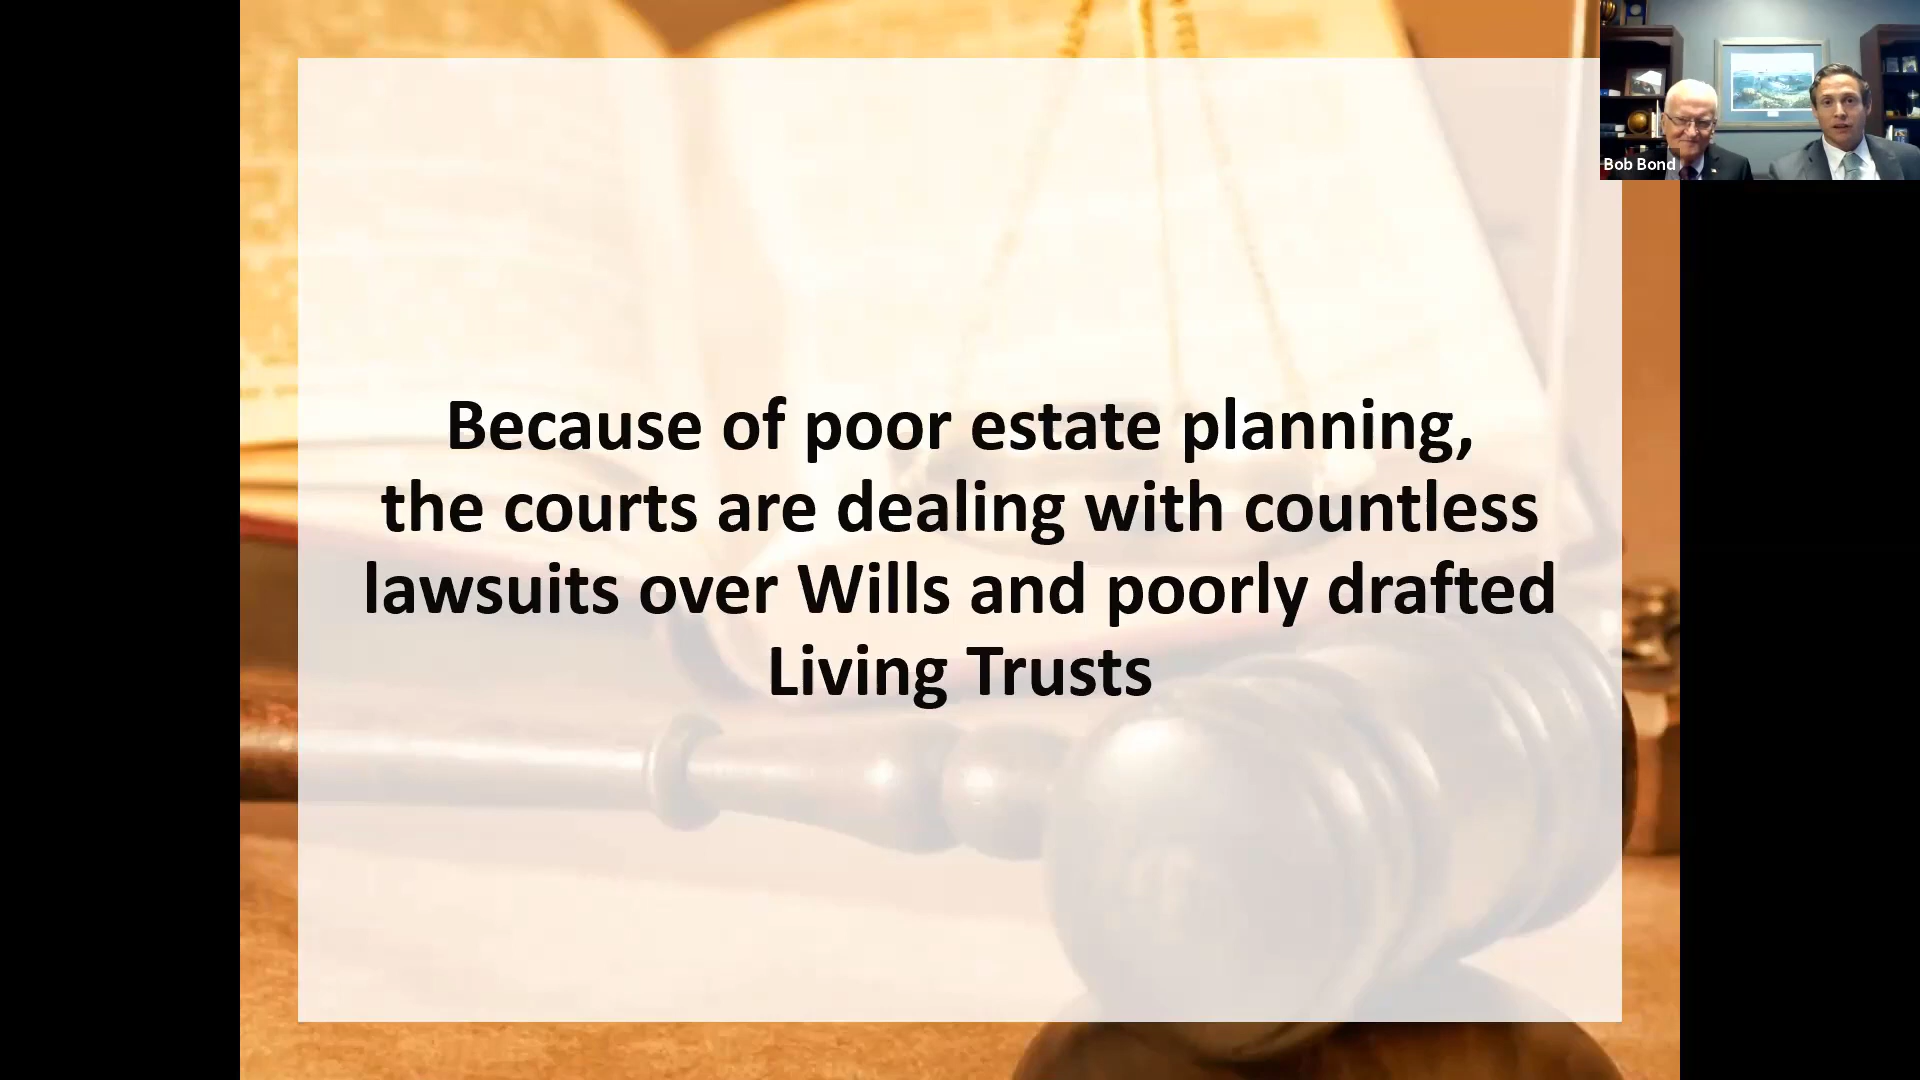 Because of poor estate planning,
the courts are dealing with countless
lawsuits over Wills and poorly drafted
Living Trusts
Bob Bond